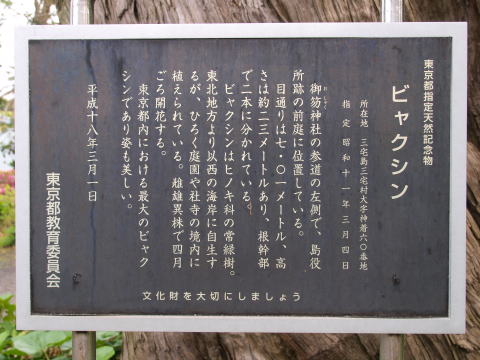 東京都指定天然記念物
ビャクシン
所在地 三宅島三宅村大字神着六〇番地
指定 昭和十一年三月四日
御笏神社の参道の左側で、島役
おしゃく
所跡の前庭に位置している。
目通りは七・〇一メートル、高
さは約二三メートルあり、根幹部
で二本に分かれている。
ビャクシンはヒノキ科の常緑樹。
東北地方より以西の海岸に自生す
るが、ひろく庭園や社寺の境内に
植えられている。雌雄異株で四月
ごろ開花する。
東京都内における最大のビャク
シンであり姿も美しい。
平成十八年三月一日
東京都教育委員会
文化財を大切にしましょう